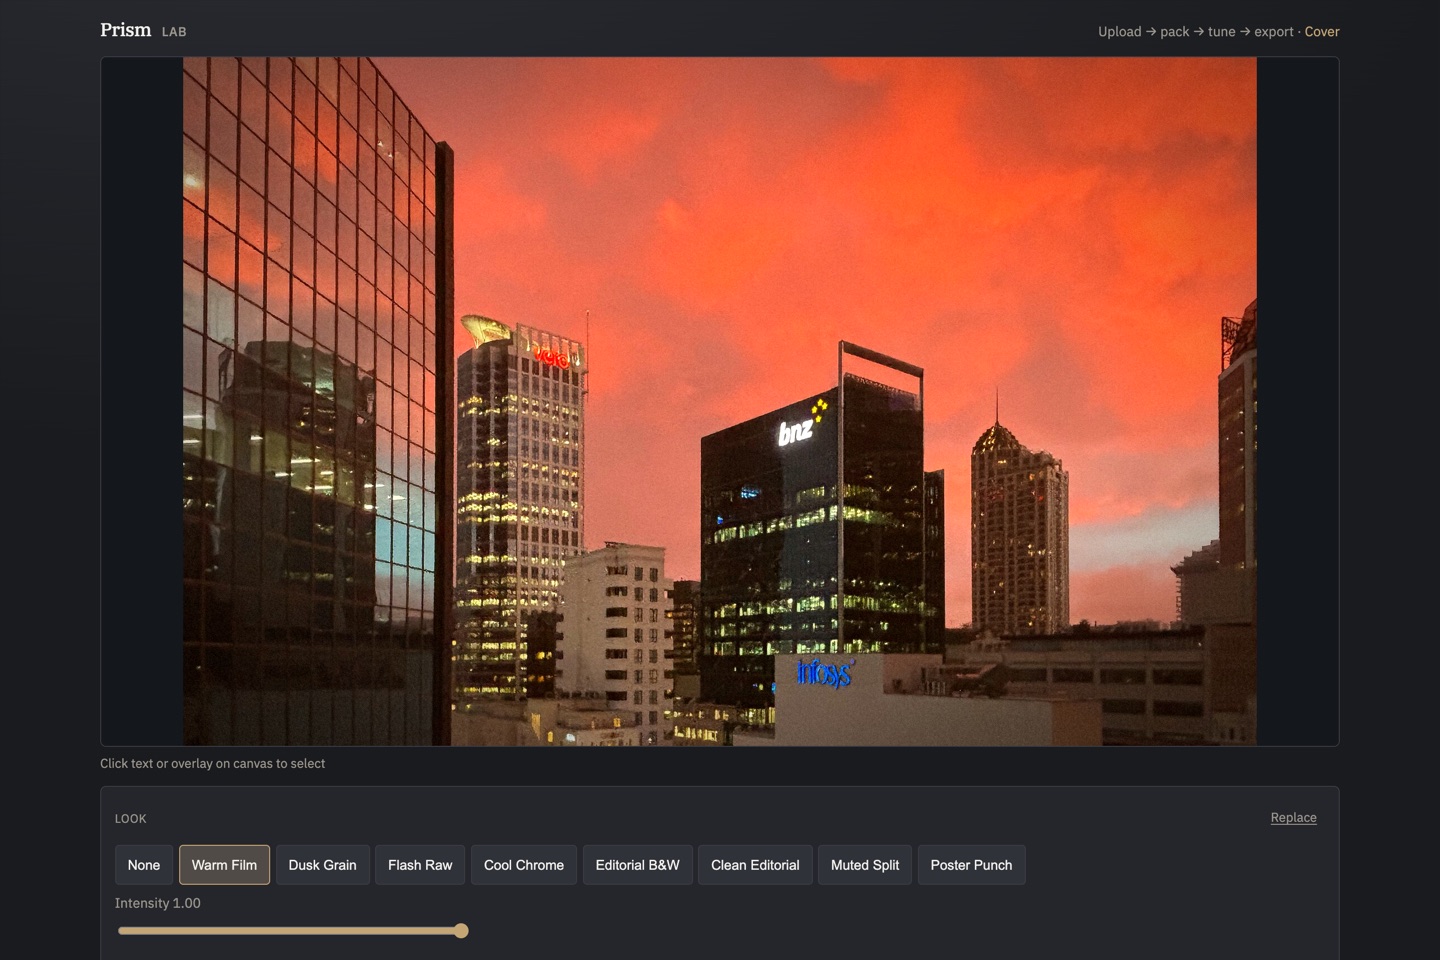 Prism LAB
Upload → pack → tune → export · Cover
vero
bnz
infosys
Click text or overlay on canvas to select
LOOK
Replace
None
Warm Film
Dusk Grain
Flash Raw
Cool Chrome
Editorial B&W
Clean Editorial
Muted Split
Poster Punch
Intensity 1.00